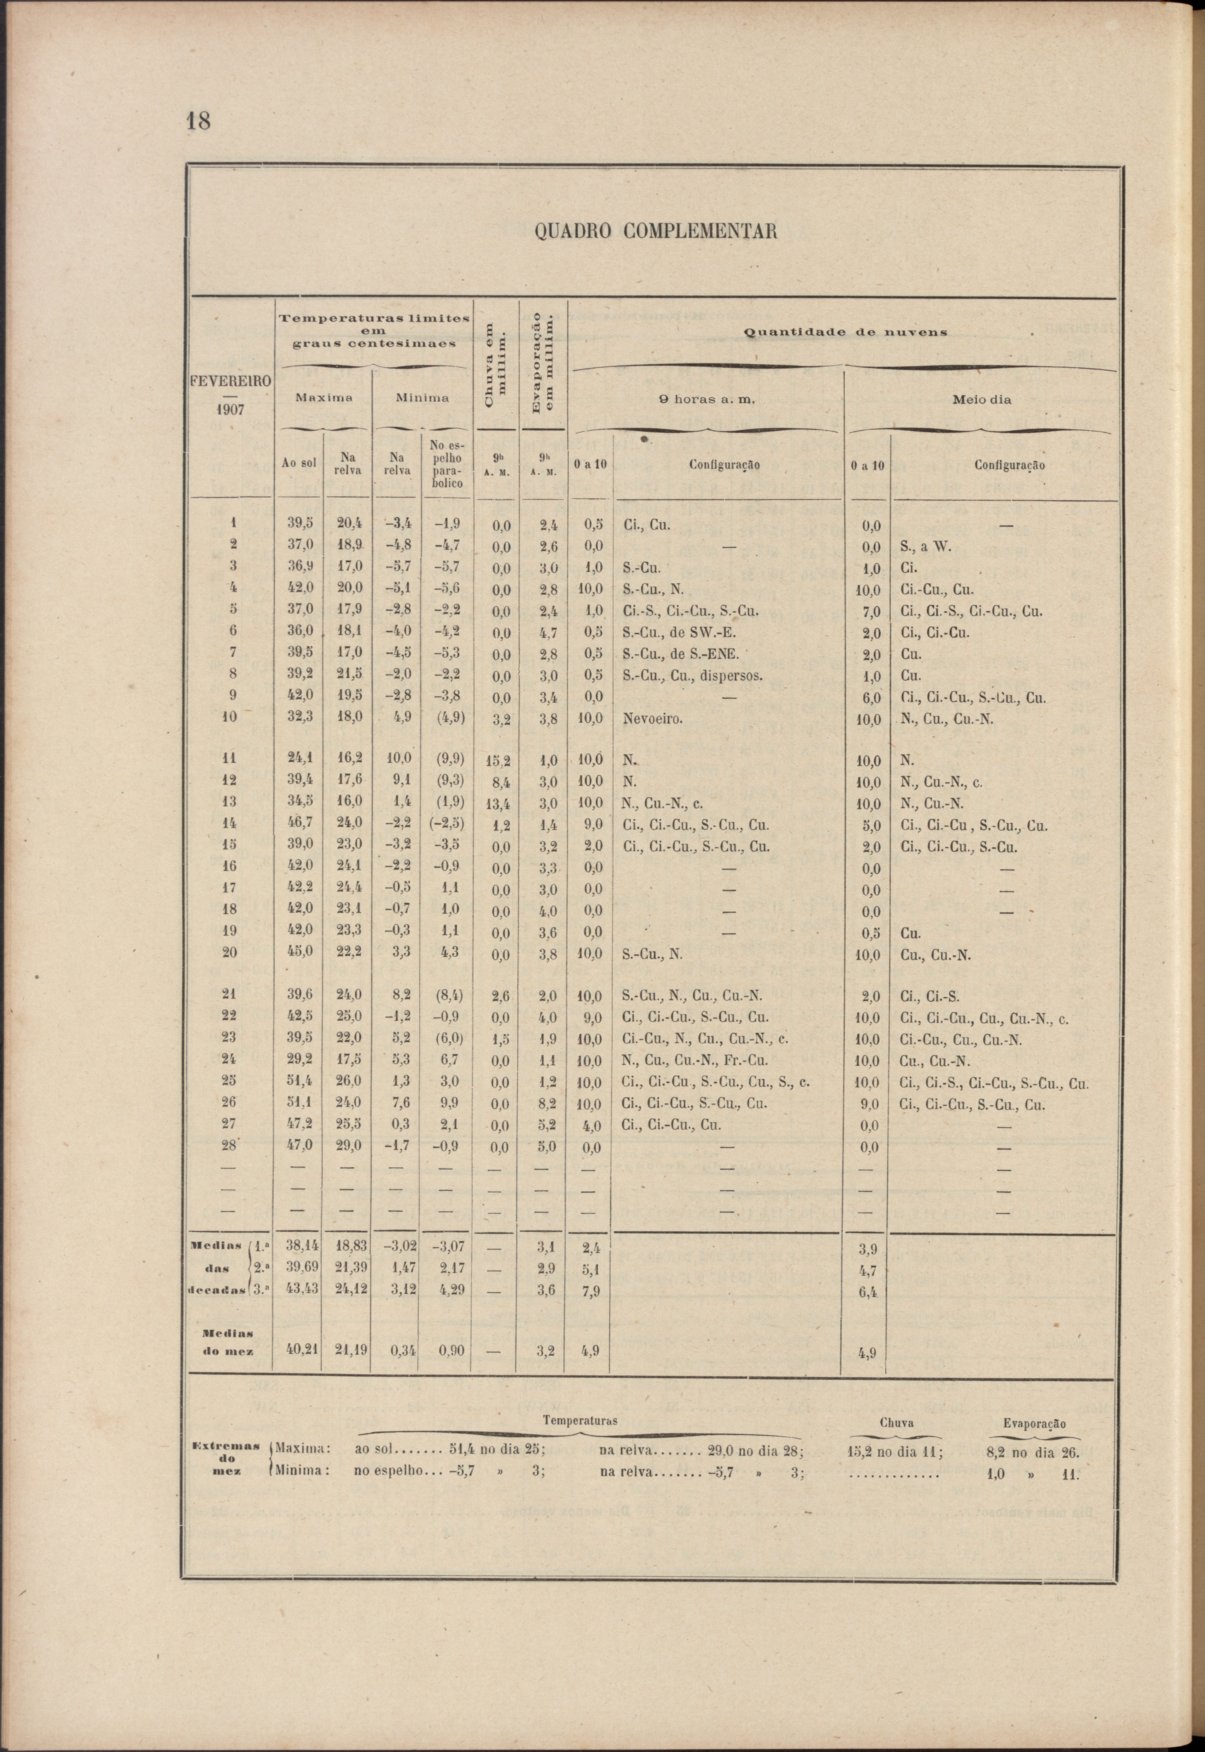 18
QUADRO COMPLEMENTAR
FEVEREIRO
—
1907
Temperaturas limites
em
graus centesimaes
Chuva em
millim.
Evaporação
em millim.
Quantidade de nuvens
Maxima Minima 9 horas a. m. Meio dia
Ao sol
Na relva
Na relva
No es-
pelho
para-
bolico
9h A. M.
9h A. M.
0 a 10 Configuração 0 a 10 Configuração
1 39,5 20,4 –3,4 –1,9 0,0 2,4 0,5 Ci., Cu. 0,0 —
2 37,0 18,9 –4,8 –4,7 0,0 2,6 0,0 — 0,0 S., a W.
3 36,9 17,0 –5,7 –5,7 0,0 3,0 1,0 S.-Cu. 1,0 Ci.
4 42,0 20,0 –5,1 –5,6 0,0 2,8 10,0 S.-Cu., N. 10,0 Ci.-Cu., Cu.
5 37,0 17,9 –2,8 –2,2 0,0 2,4 1,0 Ci.-S., Ci.-Cu., S.-Cu. 7,0 Ci., Ci.-S., Ci.-Cu., Cu.
6 36,0 18,1 –4,0 –4,2 0,0 4,7 0,5 S.-Cu., de SW.-E. 2,0 Ci., Ci.-Cu.
7 39,5 17,0 –4,5 –5,3 0,0 2,8 0,5 S.-Cu., de S.-ENE. 2,0 Cu.
8 39,2 21,5 –2,0 –2,2 0,0 3,0 0,5 S.-Cu., Cu., dispersos. 1,0 Cu.
9 42,0 19,5 –2,8 –3,8 0,0 3,4 0,0 — 6,0 Ci., Ci.-Cu., S.-Cu., Cu.
10 32,3 18,0 4,9 (4,9) 3,2 3,8 10,0 Nevoeiro. 10,0 N., Cu., Cu.-N.
11 24,1 16,2 10,0 (9,9) 15,2 1,0 10,0 N. 10,0 N.
12 39,4 17,6 9,1 (9,3) 8,4 3,0 10,0 N. 10,0 N., Cu.-N., c.
13 34,5 16,0 1,4 (1,9) 13,4 3,0 10,0 N., Cu.-N., c. 10,0 N., Cu.-N.
14 46,7 24,0 –2,2 (–2,5) 1,2 1,4 9,0 Ci., Ci.-Cu., S.-Cu., Cu. 5,0 Ci., Ci.-Cu , S.-Cu., Cu.
15 39,0 23,0 –3,2 –3,5 0,0 3,2 2,0 Ci., Ci.-Cu., S.-Cu., Cu. 2,0 Ci., Ci.-Cu., S.-Cu.
16 42,0 24,1 –2,2 –0,9 0,0 3,3 0,0 — 0,0 —
17 42,2 24,4 –0,5 1,1 0,0 3,0 0,0 — 0,0 —
18 42,0 23,1 –0,7 1,0 0,0 4,0 0,0 — 0,0 —
19 42,0 23,3 –0,3 1,1 0,0 3,6 0,0 — 0,5 Cu.
20 45,0 22,2 3,3 4,3 0,0 3,8 10,0 S.-Cu., N. 10,0 Cu., Cu.-N.
21 39,6 24,0 8,2 (8,4) 2,6 2,0 10,0 S.-Cu., N., Cu., Cu.-N. 2,0 Ci., Ci.-S.
22 42,5 25,0 –1,2 –0,9 0,0 4,0 9,0 Ci., Ci.-Cu., S.-Cu., Cu. 10,0 Ci., Ci.-Cu., Cu., Cu.-N., c.
23 39,5 22,0 5,2 (6,0) 1,5 1,9 10,0 Ci.-Cu., N., Cu., Cu.-N., c. 10,0 Ci.-Cu., Cu., Cu.-N.
24 29,2 17,5 5,3 6,7 0,0 1,1 10,0 N., Cu., Cu.-N., Fr.-Cu. 10,0 Cu., Cu.-N.
25 51,4 26,0 1,3 3,0 0,0 1,2 10,0 Ci., Ci.-Cu , S.-Cu., Cu., S., c. 10,0 Ci., Ci.-S., Ci.-Cu., S.-Cu., Cu.
26 51,1 24,0 7,6 9,9 0,0 8,2 10,0 Ci., Ci.-Cu., S.-Cu., Cu. 9,0 Ci., Ci.-Cu., S.-Cu., Cu.
27 47,2 25,5 0,3 2,1 0,0 5,2 4,0 Ci., Ci.-Cu., Cu. 0,0 —
28 47,0 29,0 –1,7 –0,9 0,0 5,0 0,0 — 0,0 —
— — — — — — — — — — —
— — — — — — — — — — —
— — — — — — — — — — —
Medias 1.ª 38,14 18,83 –3,02 –3,07 — 3,1 2,4 3,9
das 2.ª 39,69 21,39 1,47 2,17 — 2,9 5,1 4,7
decadas 3.ª 43,43 24,12 3,12 4,29 — 3,6 7,9 6,4
Medias
do mez 40,21 21,19 0,34 0,90 — 3,2 4,9 4,9
Temperaturas Chuva Evaporação
Extremas
do
mez
Maxima: ao sol....... 51,4 no dia 25; na relva....... 29,0 no dia 28; 15,2 no dia 11; 8,2 no dia 26.
Minima: no espelho... –5,7 » 3; na relva....... –5,7 » 3; ............. 1,0 » 11.